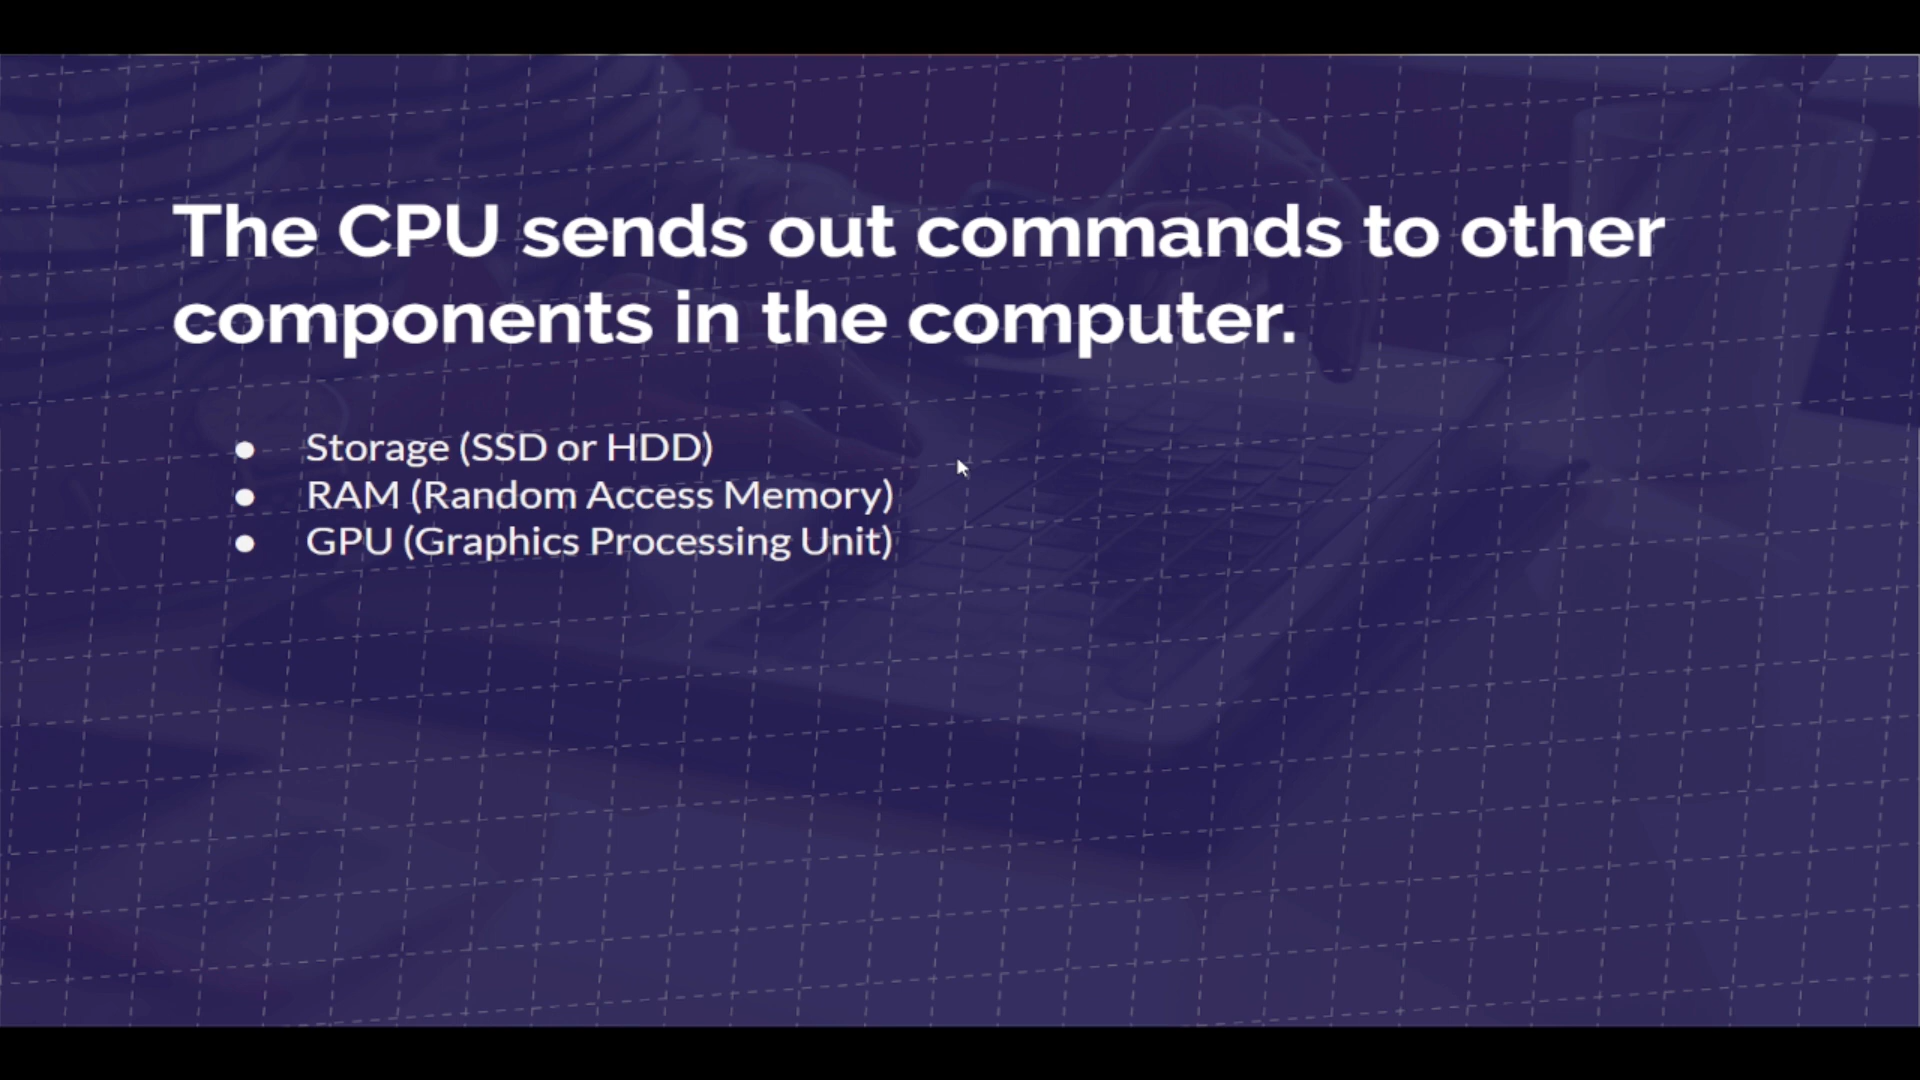 The CPU sends out commands to other
components in the computer.
● Storage (SSD or HDD)
● RAM (Random Access Memory)
● GPU (Graphics Processing Unit)